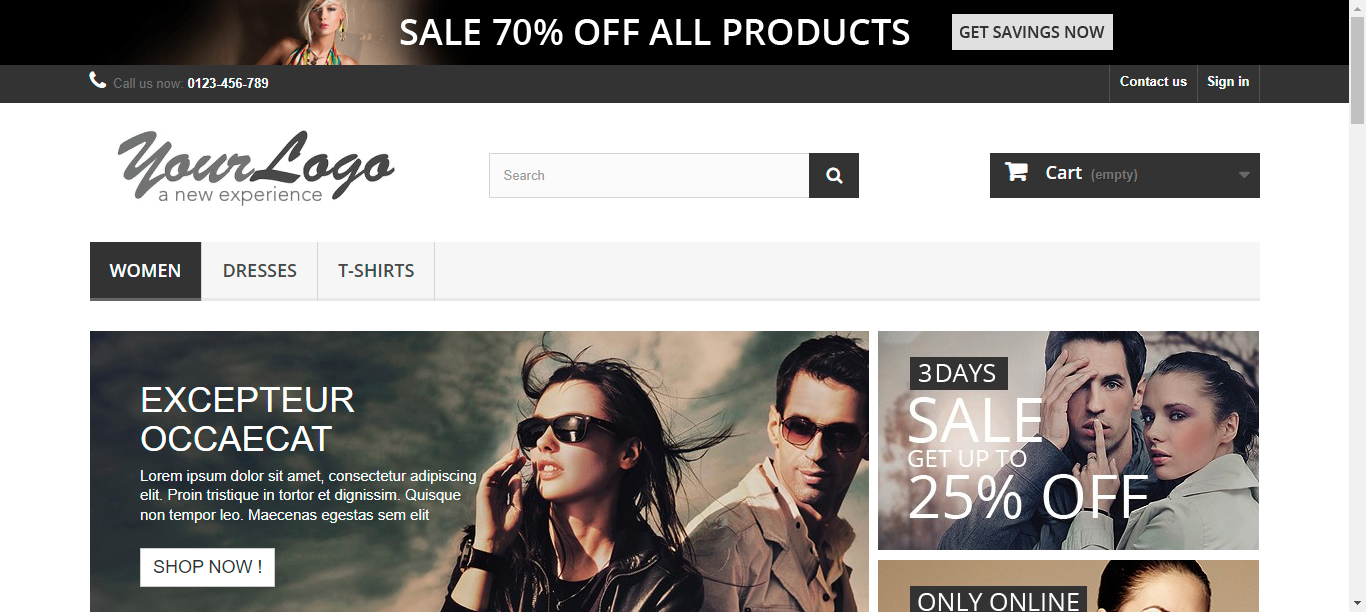 SALE 70% OFF ALL PRODUCTS
GET SAVINGS NOW
Call us now: 0123-456-789
Contact us
Sign in
YourLogo
a new experience
Search
Cart (empty)
WOMEN
DRESSES
T-SHIRTS
EXCEPTEUR
OCCAECAT
Lorem ipsum dolor sit amet, consectetur adipiscing
elit. Proin tristique in tortor et dignissim. Quisque
non tempor leo. Maecenas egestas sem elit
SHOP NOW !
3 DAYS
SALE
GET UP TO
25% OFF
ONLY ONLINE